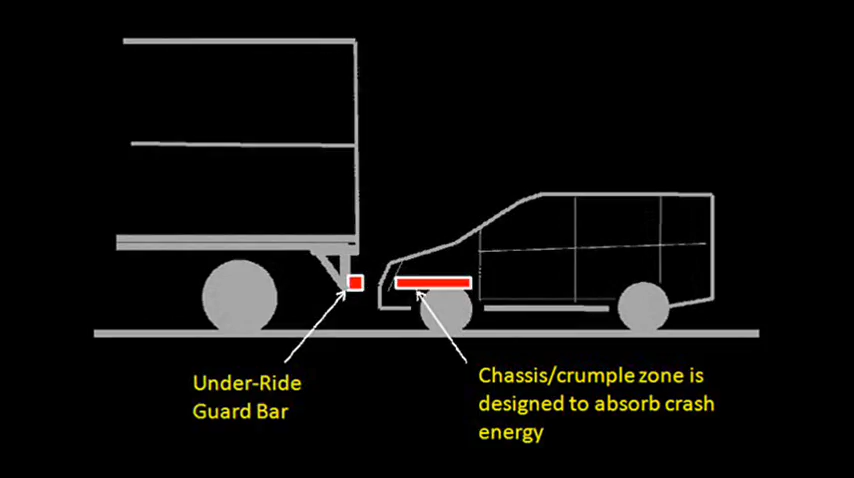 Under-Ride
Guard Bar
Chassis/crumple zone is
designed to absorb crash
energy